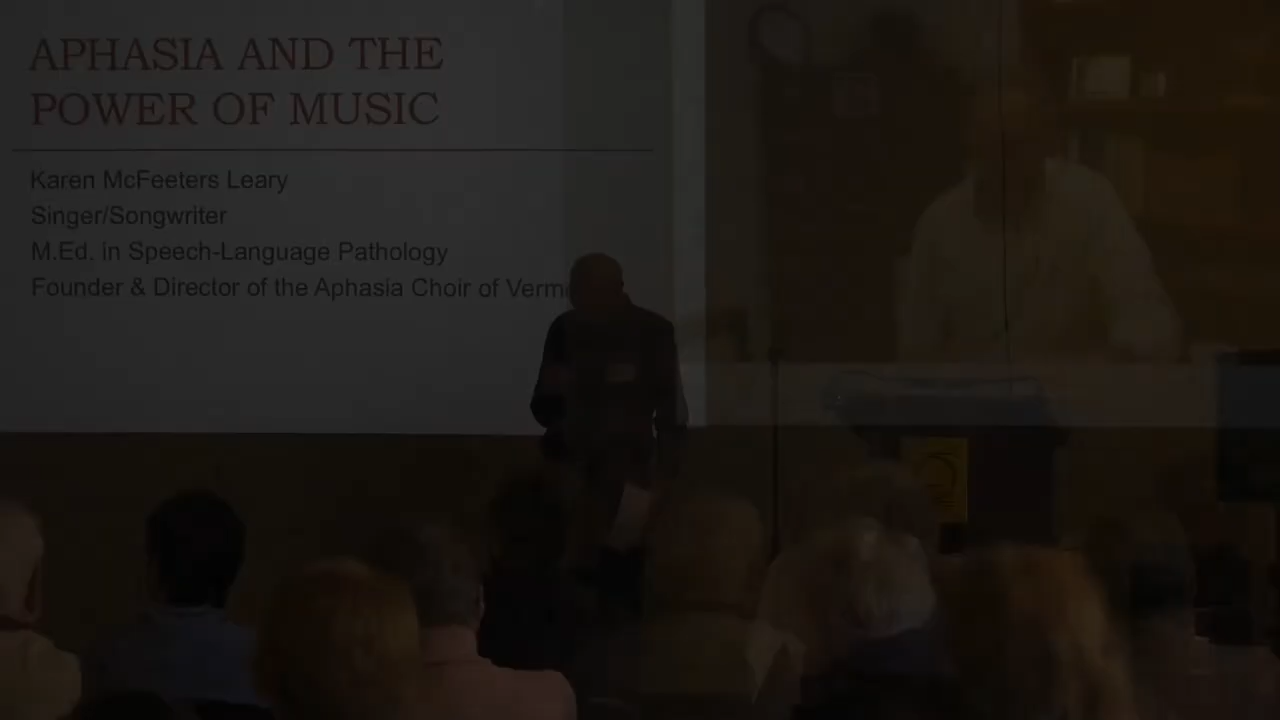 APHASIA AND THE
POWER OF MUSIC
Karen McFeeters Leary
Singer/Songwriter
M.Ed. in Speech-Language Pathology
Founder & Director of the Aphasia Choir of Verm